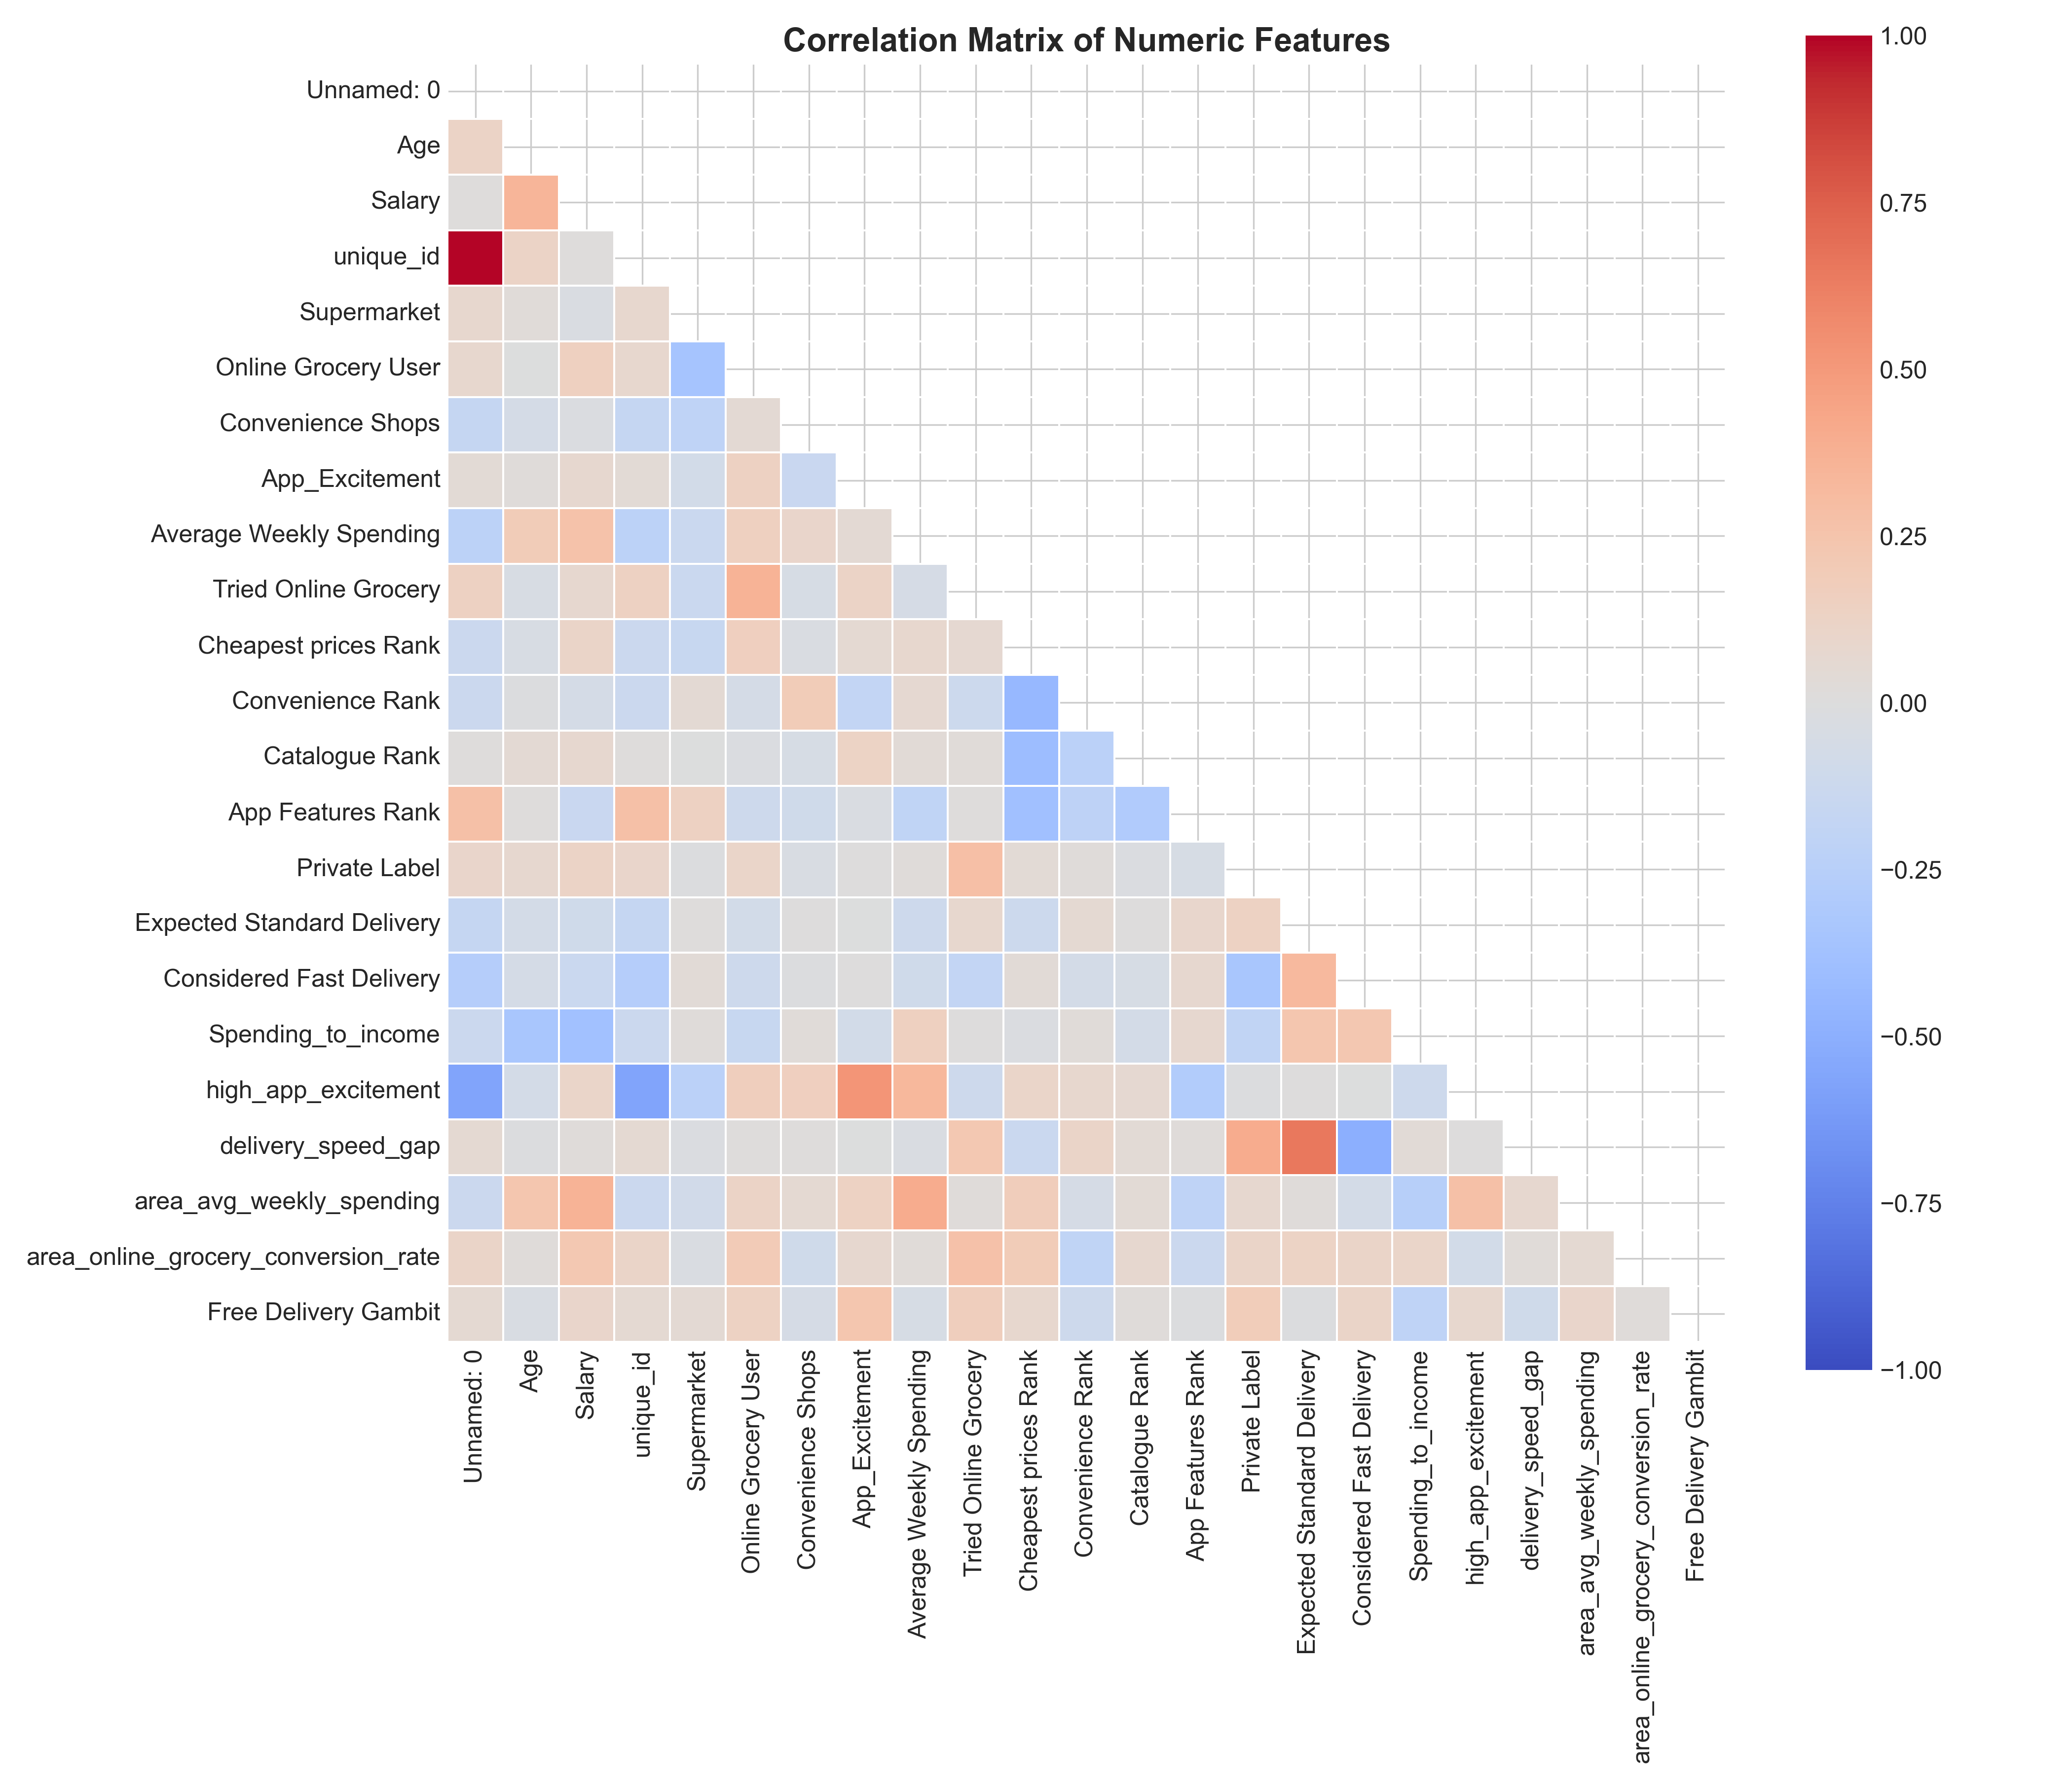 Correlation Matrix of Numeric Features
Unnamed: 0
Age
Salary
unique_id
Supermarket
Online Grocery User
Convenience Shops
App_Excitement
Average Weekly Spending
Tried Online Grocery
Cheapest prices Rank
Convenience Rank
Catalogue Rank
App Features Rank
Private Label
Expected Standard Delivery
Considered Fast Delivery
Spending_to_income
high_app_excitement
delivery_speed_gap
area_avg_weekly_spending
area_online_grocery_conversion_rate
Free Delivery Gambit
Unnamed: 0
Age
Salary
unique_id
Supermarket
Online Grocery User
Convenience Shops
App_Excitement
Average Weekly Spending
Tried Online Grocery
Cheapest prices Rank
Convenience Rank
Catalogue Rank
App Features Rank
Private Label
Expected Standard Delivery
Considered Fast Delivery
Spending_to_income
high_app_excitement
delivery_speed_gap
area_avg_weekly_spending
area_online_grocery_conversion_rate
Free Delivery Gambit
1.00
0.75
0.50
0.25
0.00
−0.25
−0.50
−0.75
−1.00